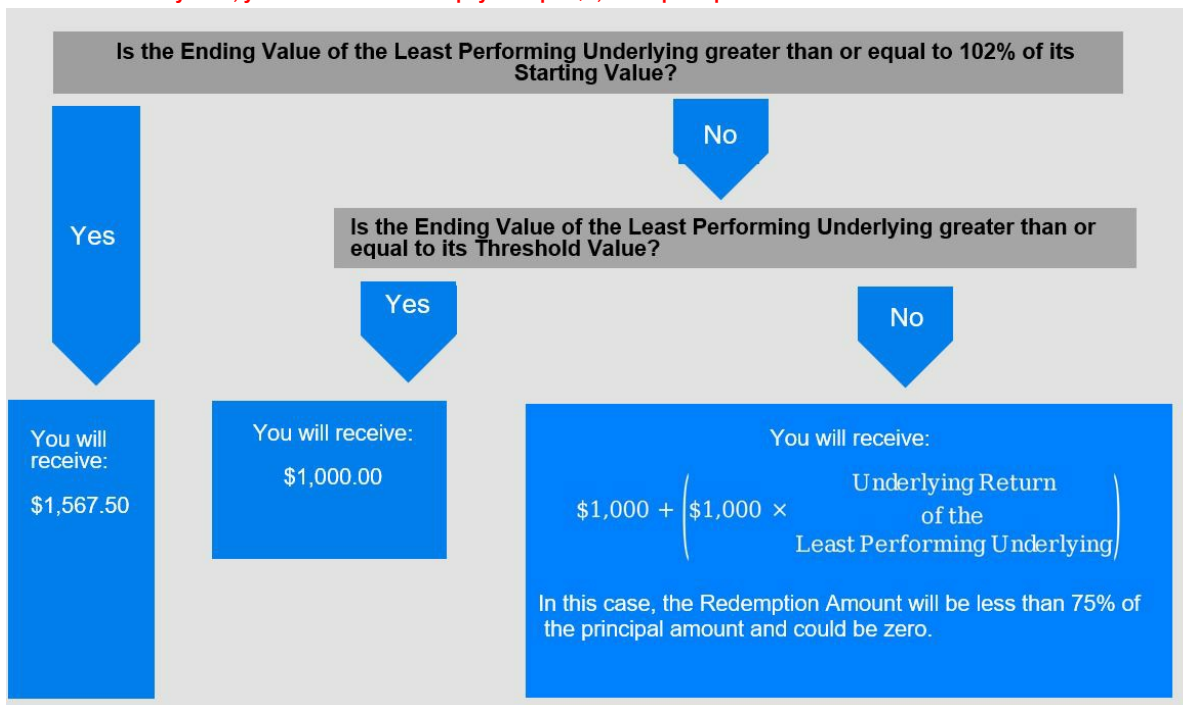 Is the Ending Value of the Least Performing Underlying greater than or equal to 102% of its
Starting Value?
No
Yes
Is the Ending Value of the Least Performing Underlying greater than or
equal to its Threshold Value?
Yes
No
You will
receive:
$1,567.50
You will receive:
$1,000.00
You will receive:
$1,000 + ($1,000 × Underlying Return
of the
Least Performing Underlying)
In this case, the Redemption Amount will be less than 75% of
the principal amount and could be zero.